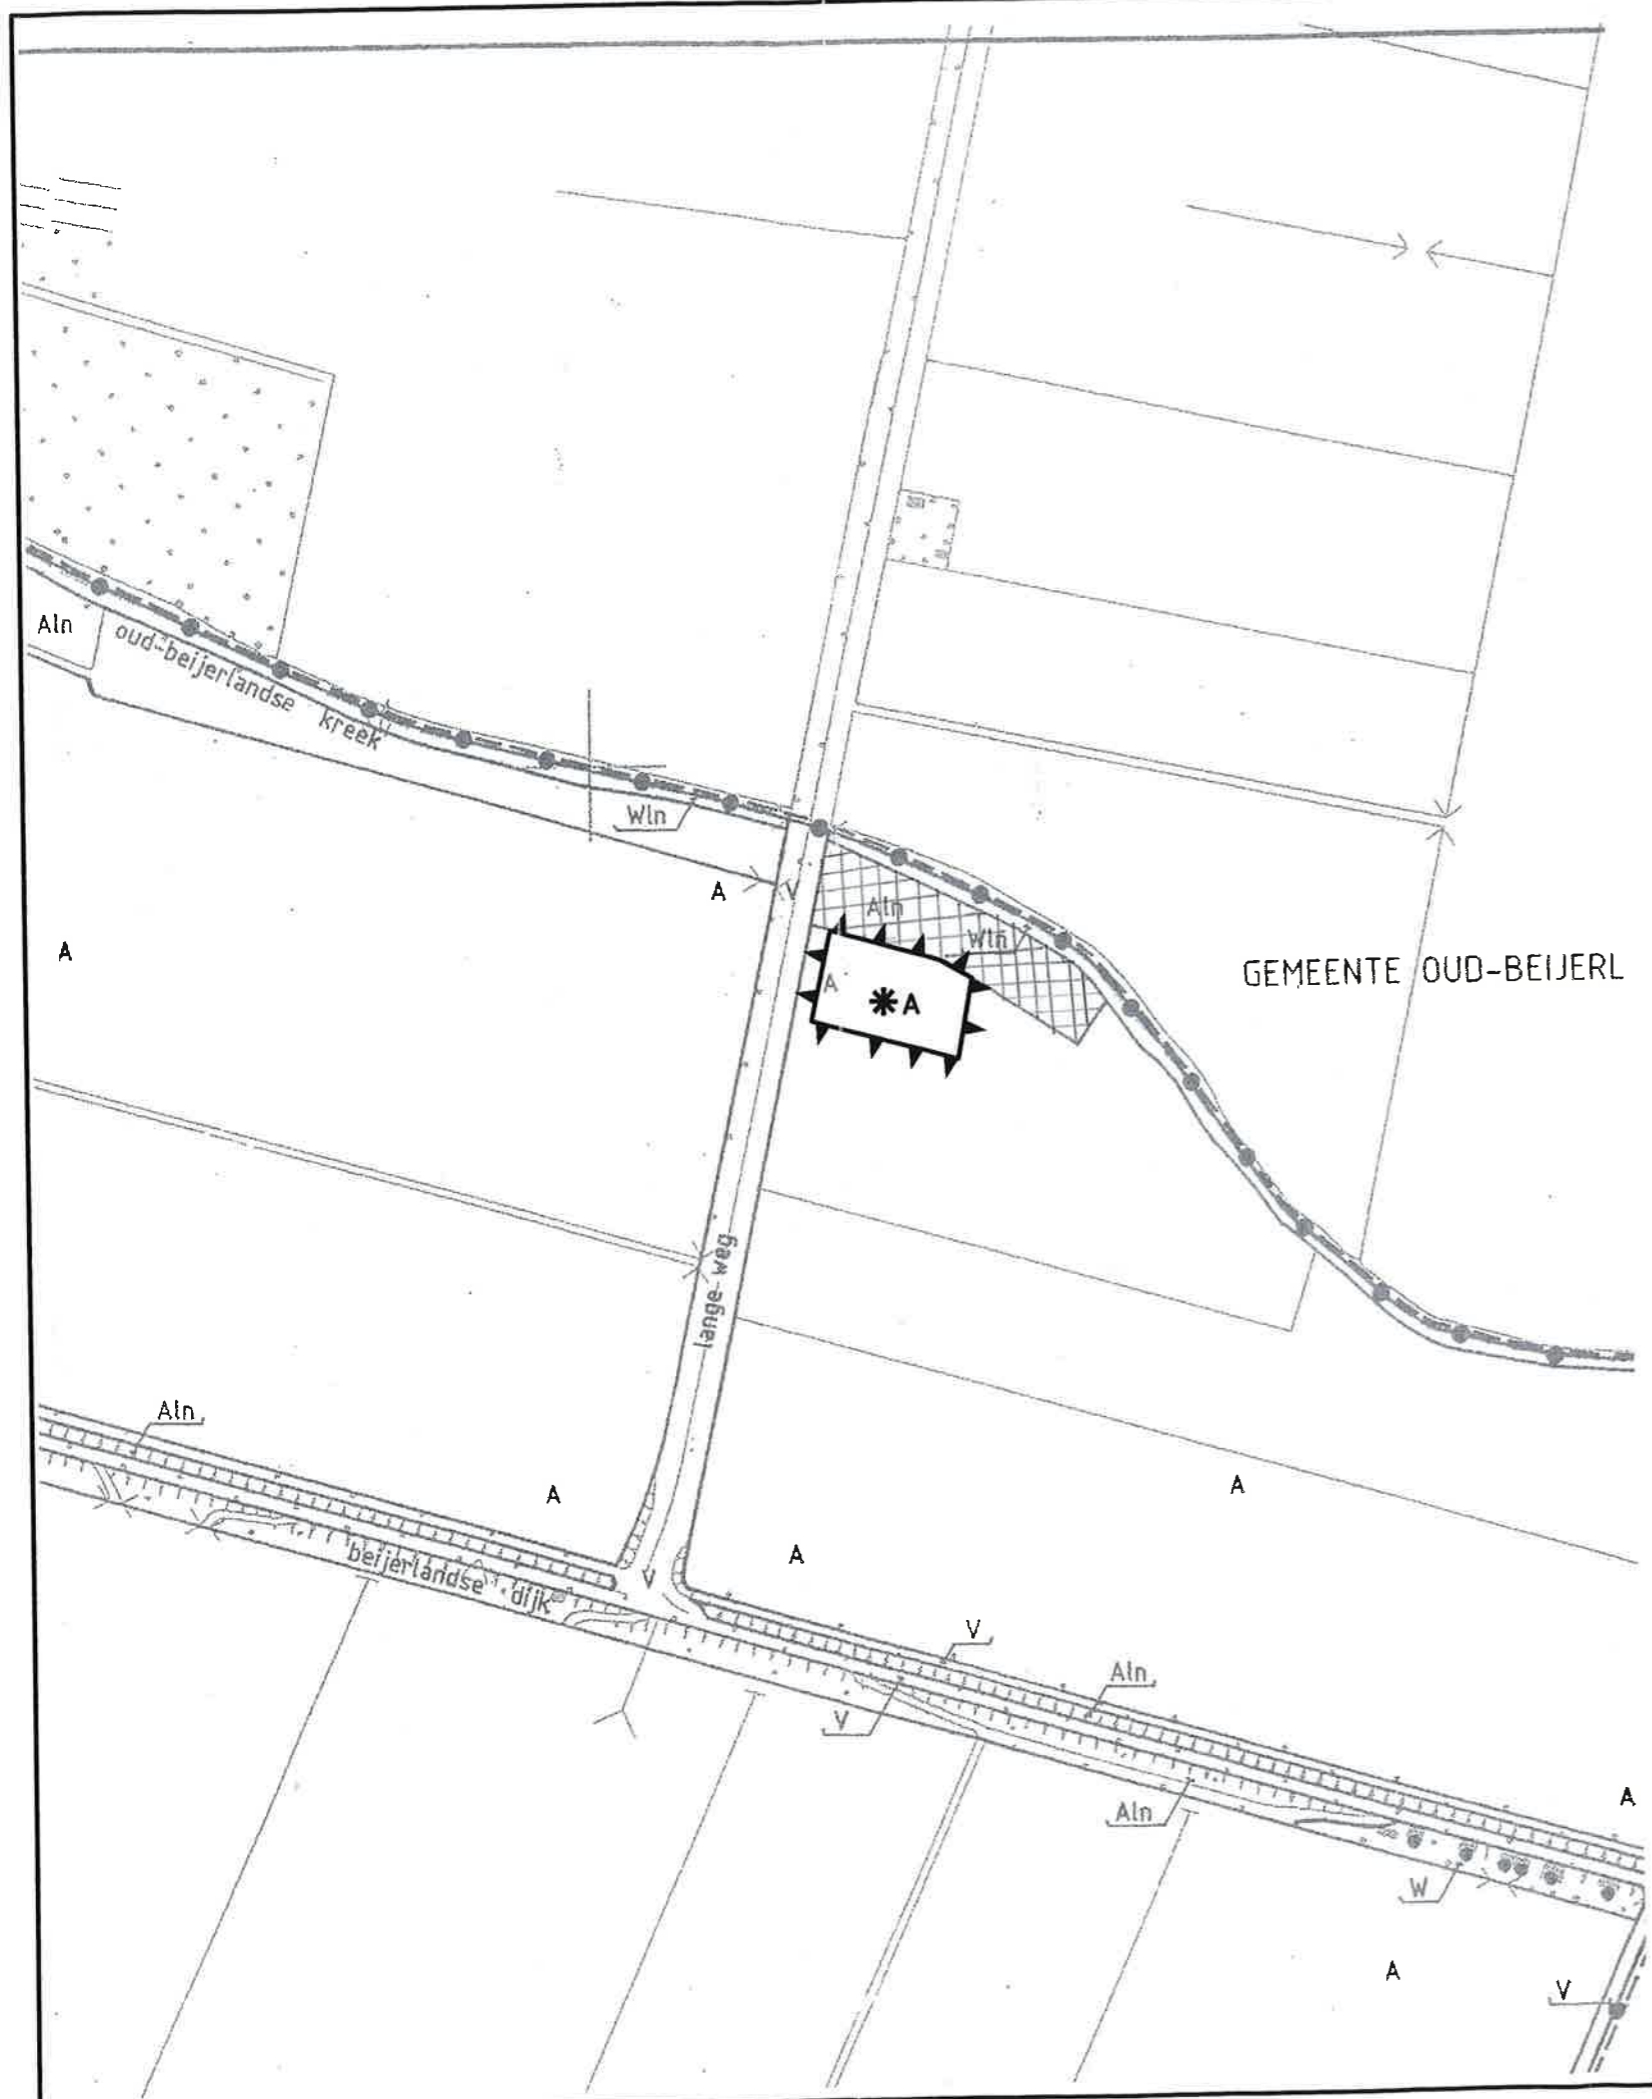 Aln
oud-beijerlandse kreek
Wln
A
V
Aln
Wln
A
GEMEENTE OUD-BEIJERL
A
A
lange weg
Aln
A
A
A
beijerlandse dijk
V
V
Aln
Aln
A
W
A
V